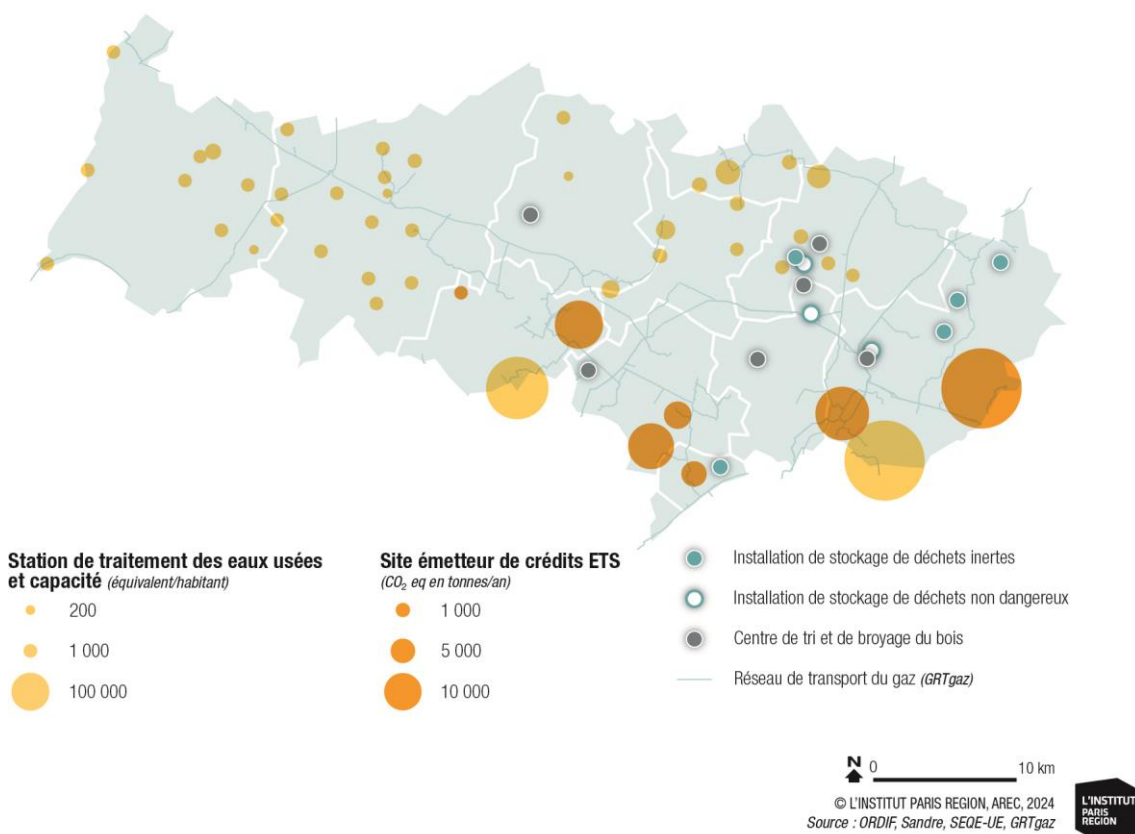 Station de traitement des eaux usées
et capacité (équivalent/habitant)
200
1 000
100 000
Site émetteur de crédits ETS
(CO₂ eq en tonnes/an)
1 000
5 000
10 000
Installation de stockage de déchets inertes
Installation de stockage de déchets non dangereux
Centre de tri et de broyage du bois
Réseau de transport du gaz (GRTgaz)
N
0
10 km
© L'INSTITUT PARIS REGION, AREC, 2024
Source : ORDIF, Sandre, SEQE-UE, GRTgaz
L'INSTITUT
PARIS
REGION